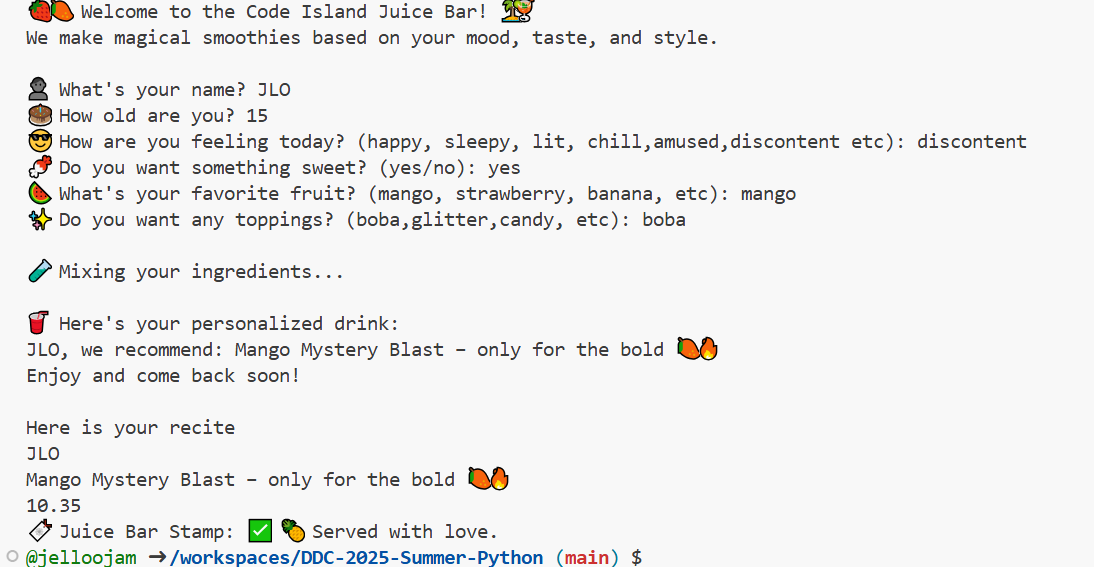 🍓🥭 Welcome to the Code Island Juice Bar! 🏝️🍹
We make magical smoothies based on your mood, taste, and style.
👤 What's your name? JLO
🎂 How old are you? 15
😎 How are you feeling today? (happy, sleepy, lit, chill,amused,discontent etc): discontent
🍬 Do you want something sweet? (yes/no): yes
🍉 What's your favorite fruit? (mango, strawberry, banana, etc): mango
✨ Do you want any toppings? (boba,glitter,candy, etc): boba
🧪 Mixing your ingredients...
🥤 Here's your personalized drink:
JLO, we recommend: Mango Mystery Blast – only for the bold 🥭🔥
Enjoy and come back soon!
Here is your recite
JLO
Mango Mystery Blast – only for the bold 🥭🔥
10.35
🏷️ Juice Bar Stamp: ✅ 🍍 Served with love.
@jelloojam ➜/workspaces/DDC-2025-Summer-Python (main) $